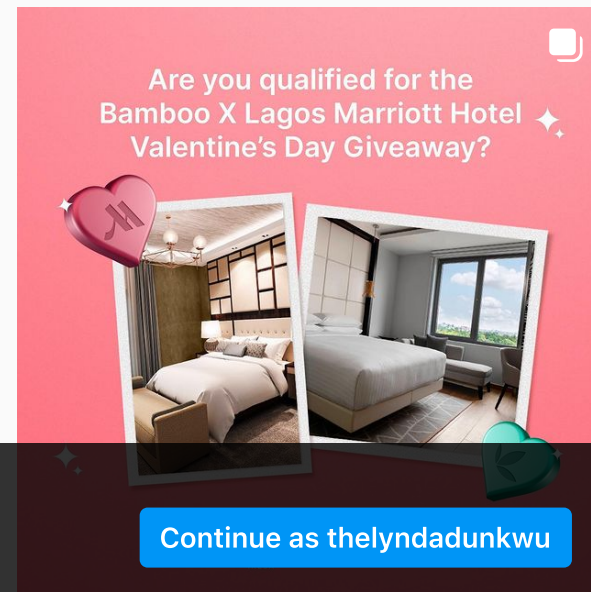 Are you qualified for the
Bamboo X Lagos Marriott Hotel
Valentine’s Day Giveaway?
Continue as thelyndadunkwu